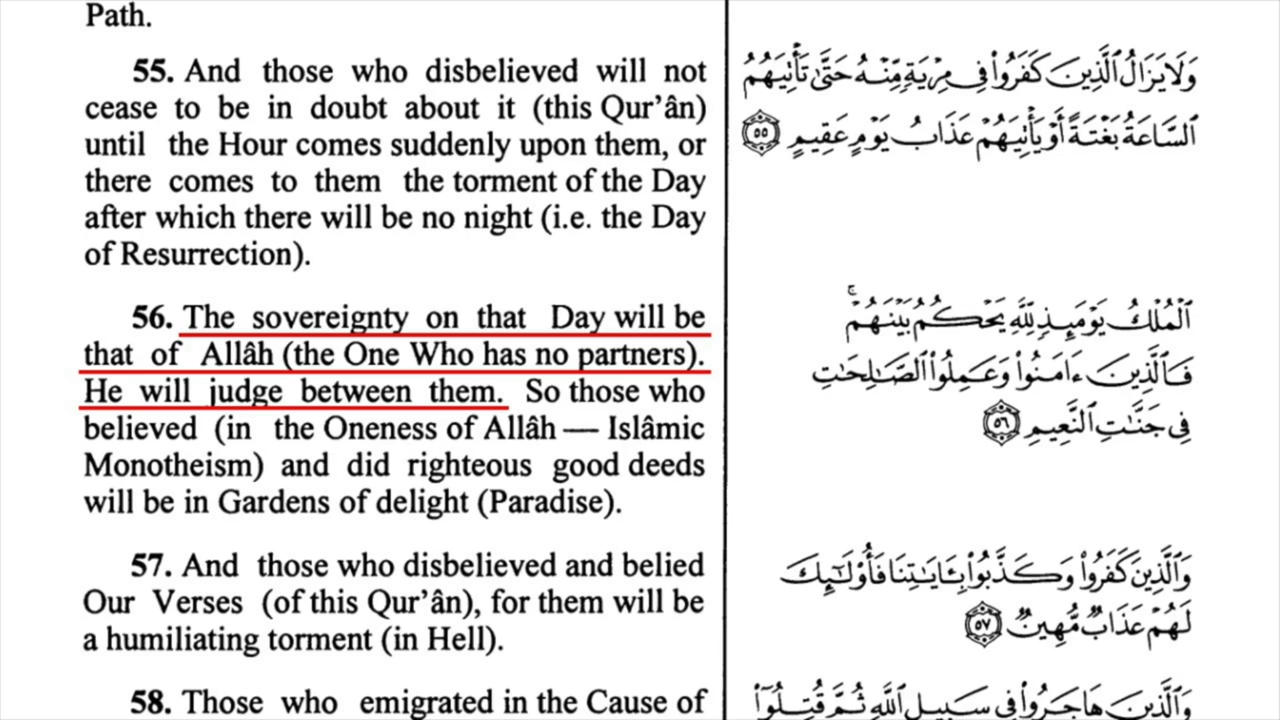 Path.
55. And those who disbelieved will not
cease to be in doubt about it (this Qur’ân)
until the Hour comes suddenly upon them, or
there comes to them the torment of the Day
after which there will be no night (i.e. the Day
of Resurrection).
56. The sovereignty on that Day will be
that of Allâh (the One Who has no partners).
He will judge between them. So those who
believed (in the Oneness of Allâh — Islâmic
Monotheism) and did righteous good deeds
will be in Gardens of delight (Paradise).
57. And those who disbelieved and belied
Our Verses (of this Qur’ân), for them will be
a humiliating torment (in Hell).
58. Those who emigrated in the Cause of
وَلَا يَزَالُ ٱلَّذِينَ كَفَرُوا۟ فِى مِرْيَةٍ مِّنْهُ حَتَّىٰ تَأْتِيَهُمُ
ٱلسَّاعَةُ بَغْتَةً أَوْ يَأْتِيَهُمْ عَذَابُ يَوْمٍ عَقِيمٍ ٥٥
ٱلْمُلْكُ يَوْمَئِذٍ لِّلَّهِ يَحْكُمُ بَيْنَهُمْ ۚ
فَٱلَّذِينَ ءَامَنُوا۟ وَعَمِلُوا۟ ٱلصَّـٰلِحَـٰتِ
فِى جَنَّـٰتِ ٱلنَّعِيمِ ٥٦
وَٱلَّذِينَ كَفَرُوا۟ وَكَذَّبُوا۟ بِـَٔايَـٰتِنَا فَأُو۟لَـٰٓئِكَ
لَهُمْ عَذَابٌ مُّهِينٌ ٥٧
وَٱلَّذِينَ هَاجَرُوا۟ فِى سَبِيلِ ٱللَّهِ ثُمَّ قُتِلُوٓا۟